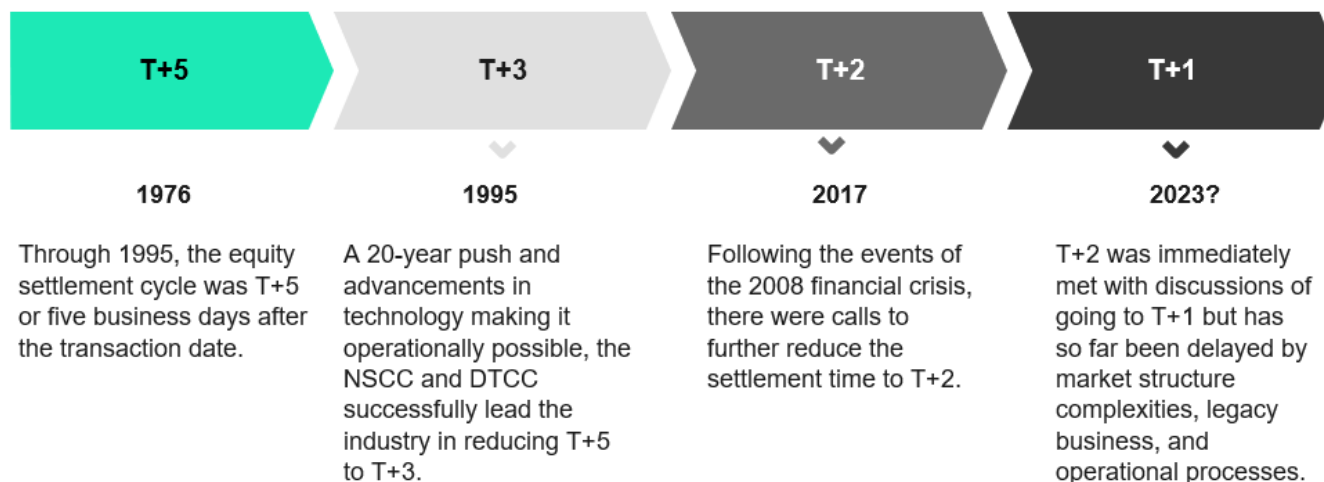 T+5
T+3
T+2
T+1
1976
Through 1995, the equity
settlement cycle was T+5
or five business days after
the transaction date.
1995
A 20-year push and
advancements in
technology making it
operationally possible, the
NSCC and DTCC
successfully lead the
industry in reducing T+5
to T+3.
2017
Following the events of
the 2008 financial crisis,
there were calls to
further reduce the
settlement time to T+2.
2023?
T+2 was immediately
met with discussions of
going to T+1 but has
so far been delayed by
market structure
complexities, legacy
business, and
operational processes.